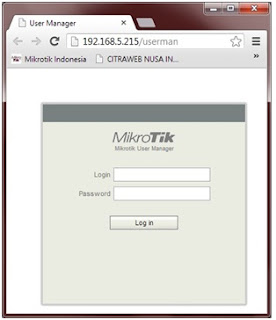 User Manager
192.168.5.215/userman
Mikrotik Indonesia CITRAWEB NUSA IN...
MikroTik
Mikrotik User Manager
Login
Password
Log in